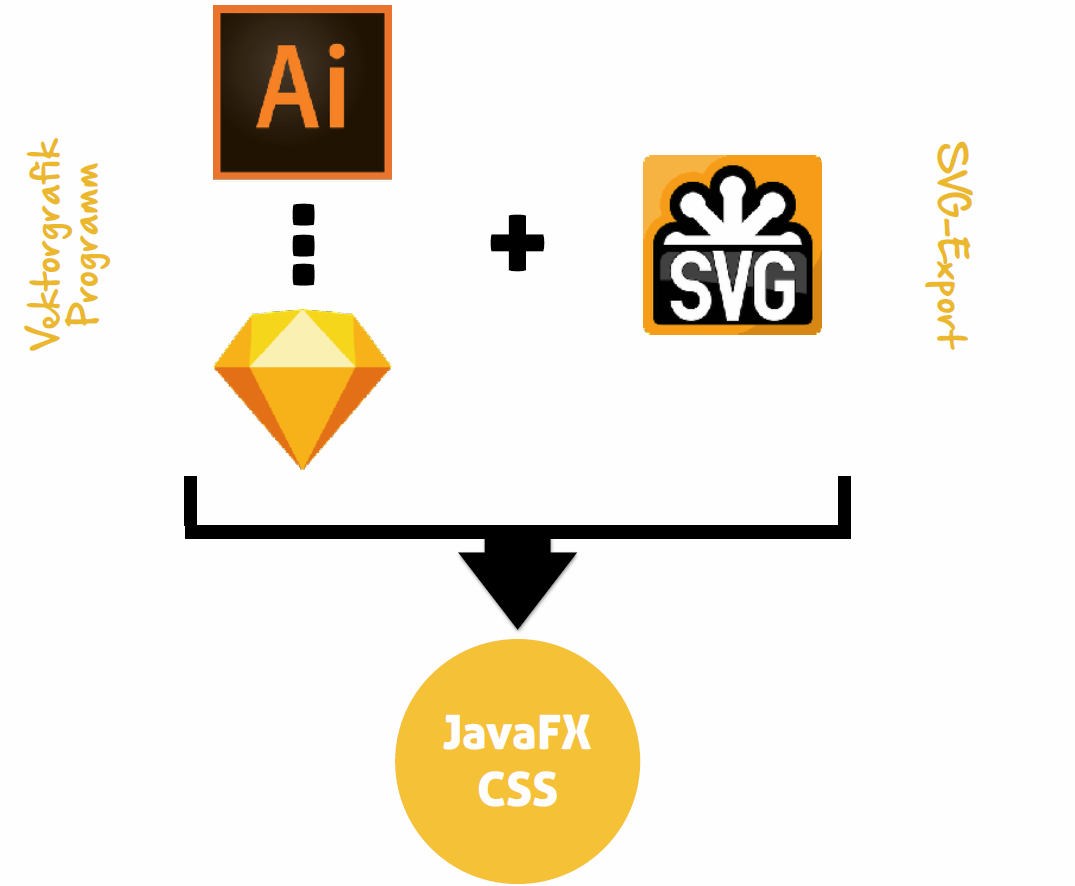 Vektorgrafik
Programm
Ai
SVG
SVG-Export
JavaFX
CSS